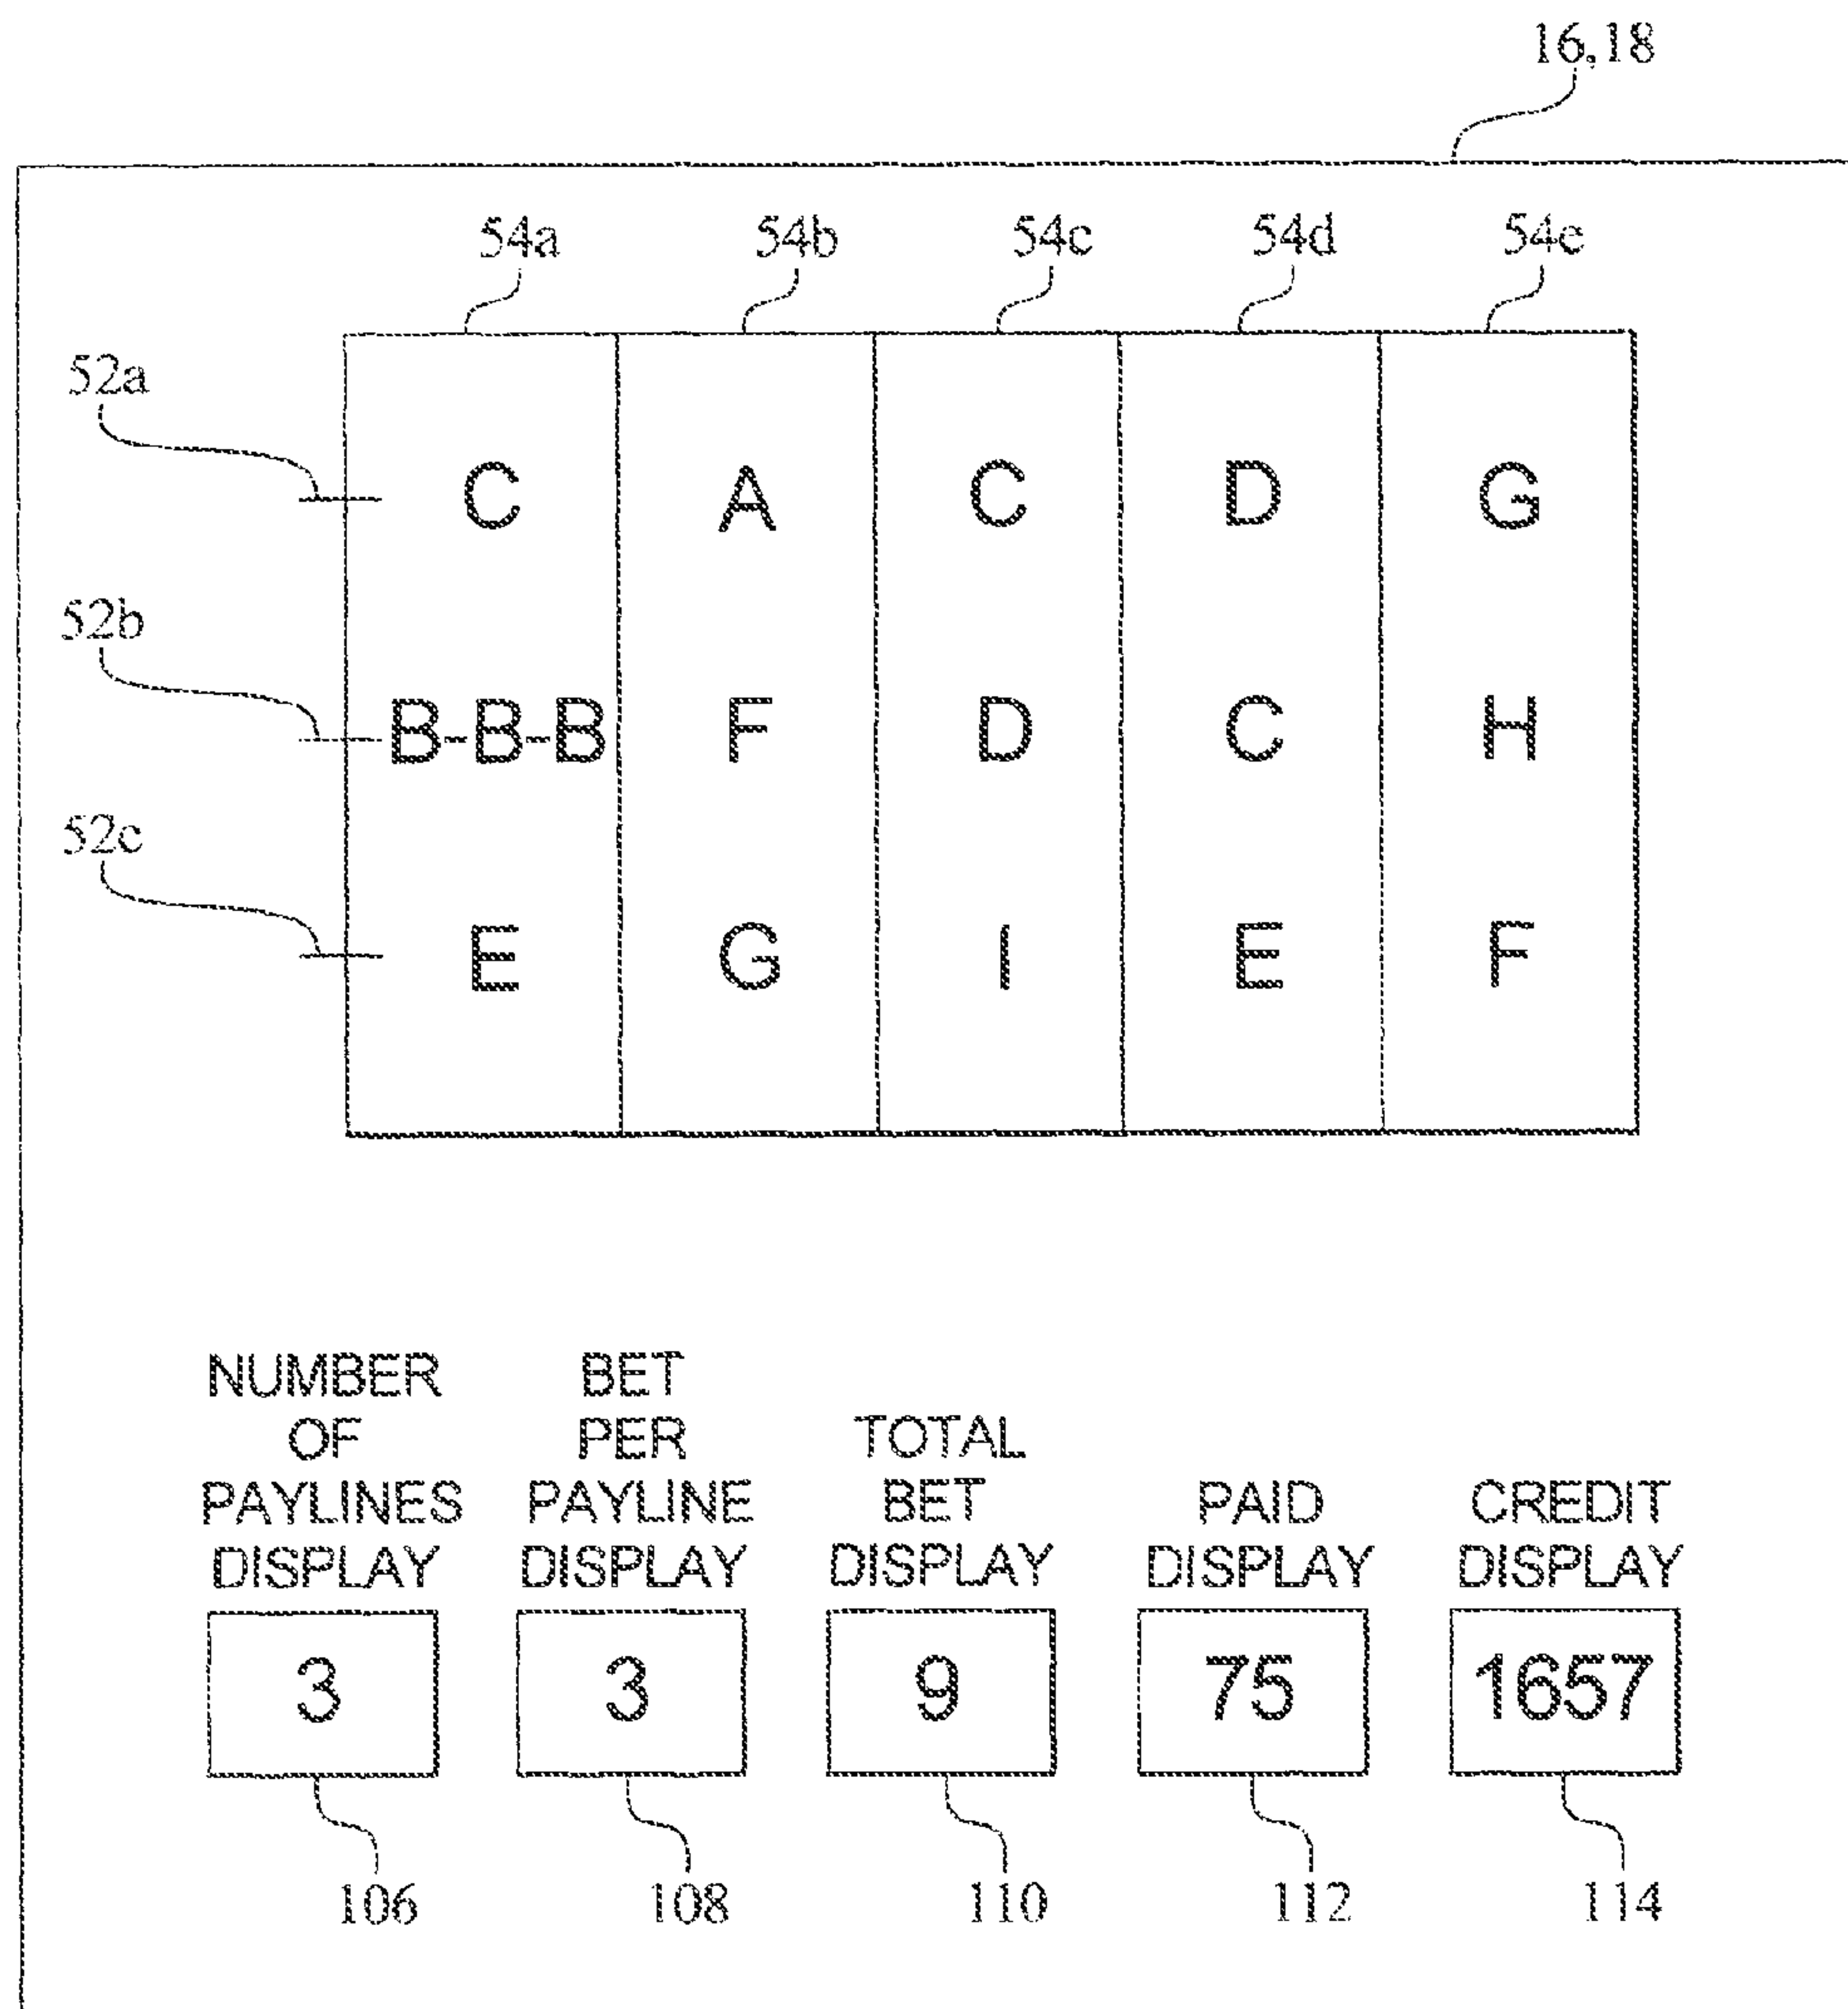 16,18
54a 54b 54c 54d 54e
52a
C A C D G
52b
B-B-B F D C H
52c
E G I E F
NUMBER OF PAYLINES DISPLAY
BET PER PAYLINE DISPLAY
TOTAL BET DISPLAY
PAID DISPLAY
CREDIT DISPLAY
3 3 9 75 1657
106 108 110 112 114